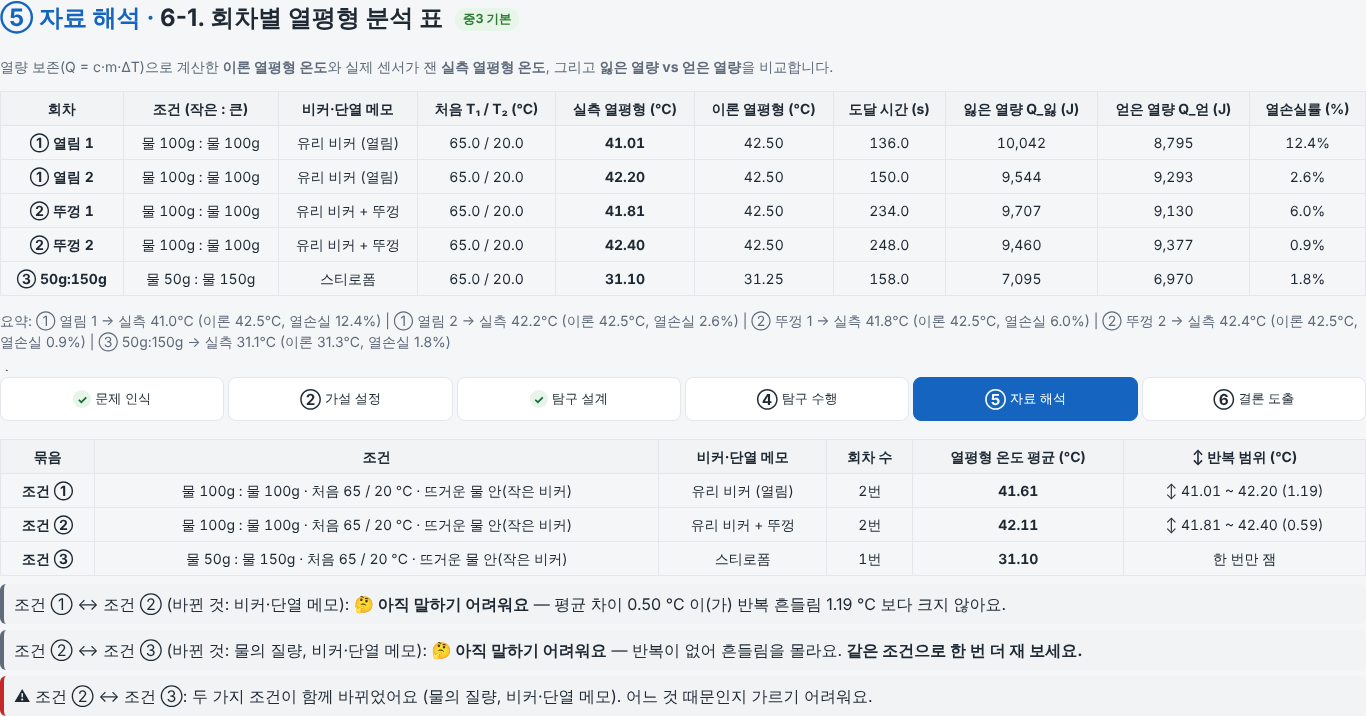 ⑤ 자료 해석 · 6-1. 회차별 열평형 분석 표 중3 기본
열량 보존(Q = c·m·ΔT)으로 계산한 이론 열평형 온도와 실제 센서가 잰 실측 열평형 온도, 그리고 잃은 열량 vs 얻은 열량을 비교합니다.
회차 조건 (작은 : 큰) 비커·단열 메모 처음 T₁ / T₂ (°C) 실측 열평형 (°C) 이론 열평형 (°C) 도달 시간 (s) 잃은 열량 Q_잃 (J) 얻은 열량 Q_얻 (J) 열손실률 (%)
① 열림 1 물 100g : 물 100g 유리 비커 (열림) 65.0 / 20.0 41.01 42.50 136.0 10,042 8,795 12.4%
① 열림 2 물 100g : 물 100g 유리 비커 (열림) 65.0 / 20.0 42.20 42.50 150.0 9,544 9,293 2.6%
② 뚜껑 1 물 100g : 물 100g 유리 비커 + 뚜껑 65.0 / 20.0 41.81 42.50 234.0 9,707 9,130 6.0%
② 뚜껑 2 물 100g : 물 100g 유리 비커 + 뚜껑 65.0 / 20.0 42.40 42.50 248.0 9,460 9,377 0.9%
③ 50g:150g 물 50g : 물 150g 스티로폼 65.0 / 20.0 31.10 31.25 158.0 7,095 6,970 1.8%
요약: ① 열림 1 → 실측 41.0°C (이론 42.5°C, 열손실 12.4%) | ① 열림 2 → 실측 42.2°C (이론 42.5°C, 열손실 2.6%) | ② 뚜껑 1 → 실측 41.8°C (이론 42.5°C, 열손실 6.0%) | ② 뚜껑 2 → 실측 42.4°C (이론 42.5°C,
열손실 0.9%) | ③ 50g:150g → 실측 31.1°C (이론 31.3°C, 열손실 1.8%)
.
✓ 문제 인식 ② 가설 설정 ✓ 탐구 설계 ④ 탐구 수행 ⑤ 자료 해석 ⑥ 결론 도출
묶음 조건 비커·단열 메모 회차 수 열평형 온도 평균 (°C) ↕ 반복 범위 (°C)
조건 ① 물 100g : 물 100g · 처음 65 / 20 °C · 뜨거운 물 안(작은 비커) 유리 비커 (열림) 2번 41.61 ↕ 41.01 ~ 42.20 (1.19)
조건 ② 물 100g : 물 100g · 처음 65 / 20 °C · 뜨거운 물 안(작은 비커) 유리 비커 + 뚜껑 2번 42.11 ↕ 41.81 ~ 42.40 (0.59)
조건 ③ 물 50g : 물 150g · 처음 65 / 20 °C · 뜨거운 물 안(작은 비커) 스티로폼 1번 31.10 한 번만 잼
조건 ① ↔ 조건 ② (바뀐 것: 비커·단열 메모): 🤔 아직 말하기 어려워요 — 평균 차이 0.50 °C 이(가) 반복 흔들림 1.19 °C 보다 크지 않아요.
조건 ② ↔ 조건 ③ (바뀐 것: 물의 질량, 비커·단열 메모): 🤔 아직 말하기 어려워요 — 반복이 없어 흔들림을 몰라요. 같은 조건으로 한 번 더 재 보세요.
⚠ 조건 ② ↔ 조건 ③: 두 가지 조건이 함께 바뀌었어요 (물의 질량, 비커·단열 메모). 어느 것 때문인지 가르기 어려워요.